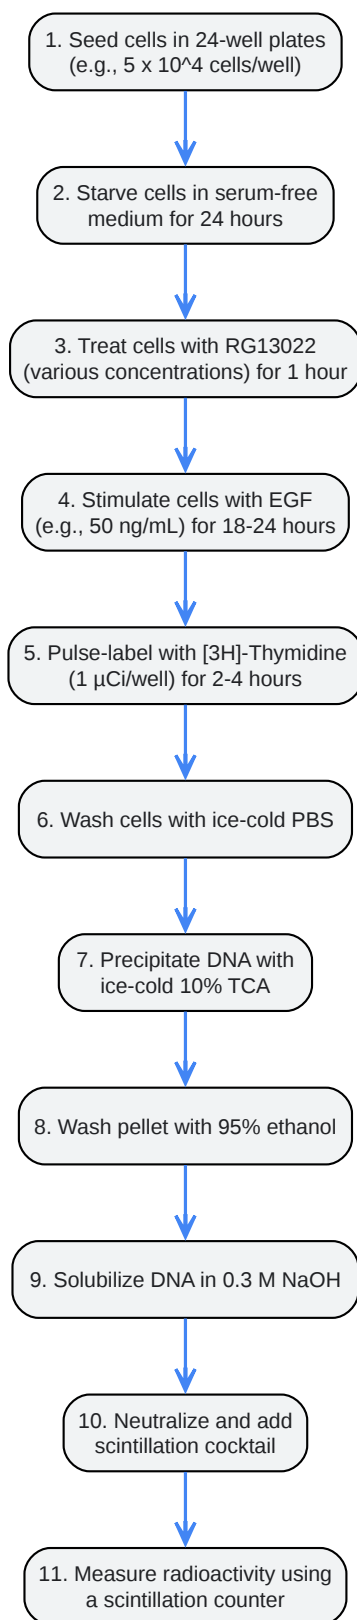 1. Seed cells in 24-well plates
(e.g., 5 x 10^4 cells/well)
2. Starve cells in serum-free
medium for 24 hours
3. Treat cells with RG13022
(various concentrations) for 1 hour
4. Stimulate cells with EGF
(e.g., 50 ng/mL) for 18-24 hours
5. Pulse-label with [3H]-Thymidine
(1 µCi/well) for 2-4 hours
6. Wash cells with ice-cold PBS
7. Precipitate DNA with
ice-cold 10% TCA
8. Wash pellet with 95% ethanol
9. Solubilize DNA in 0.3 M NaOH
10. Neutralize and add
scintillation cocktail
11. Measure radioactivity using
a scintillation counter